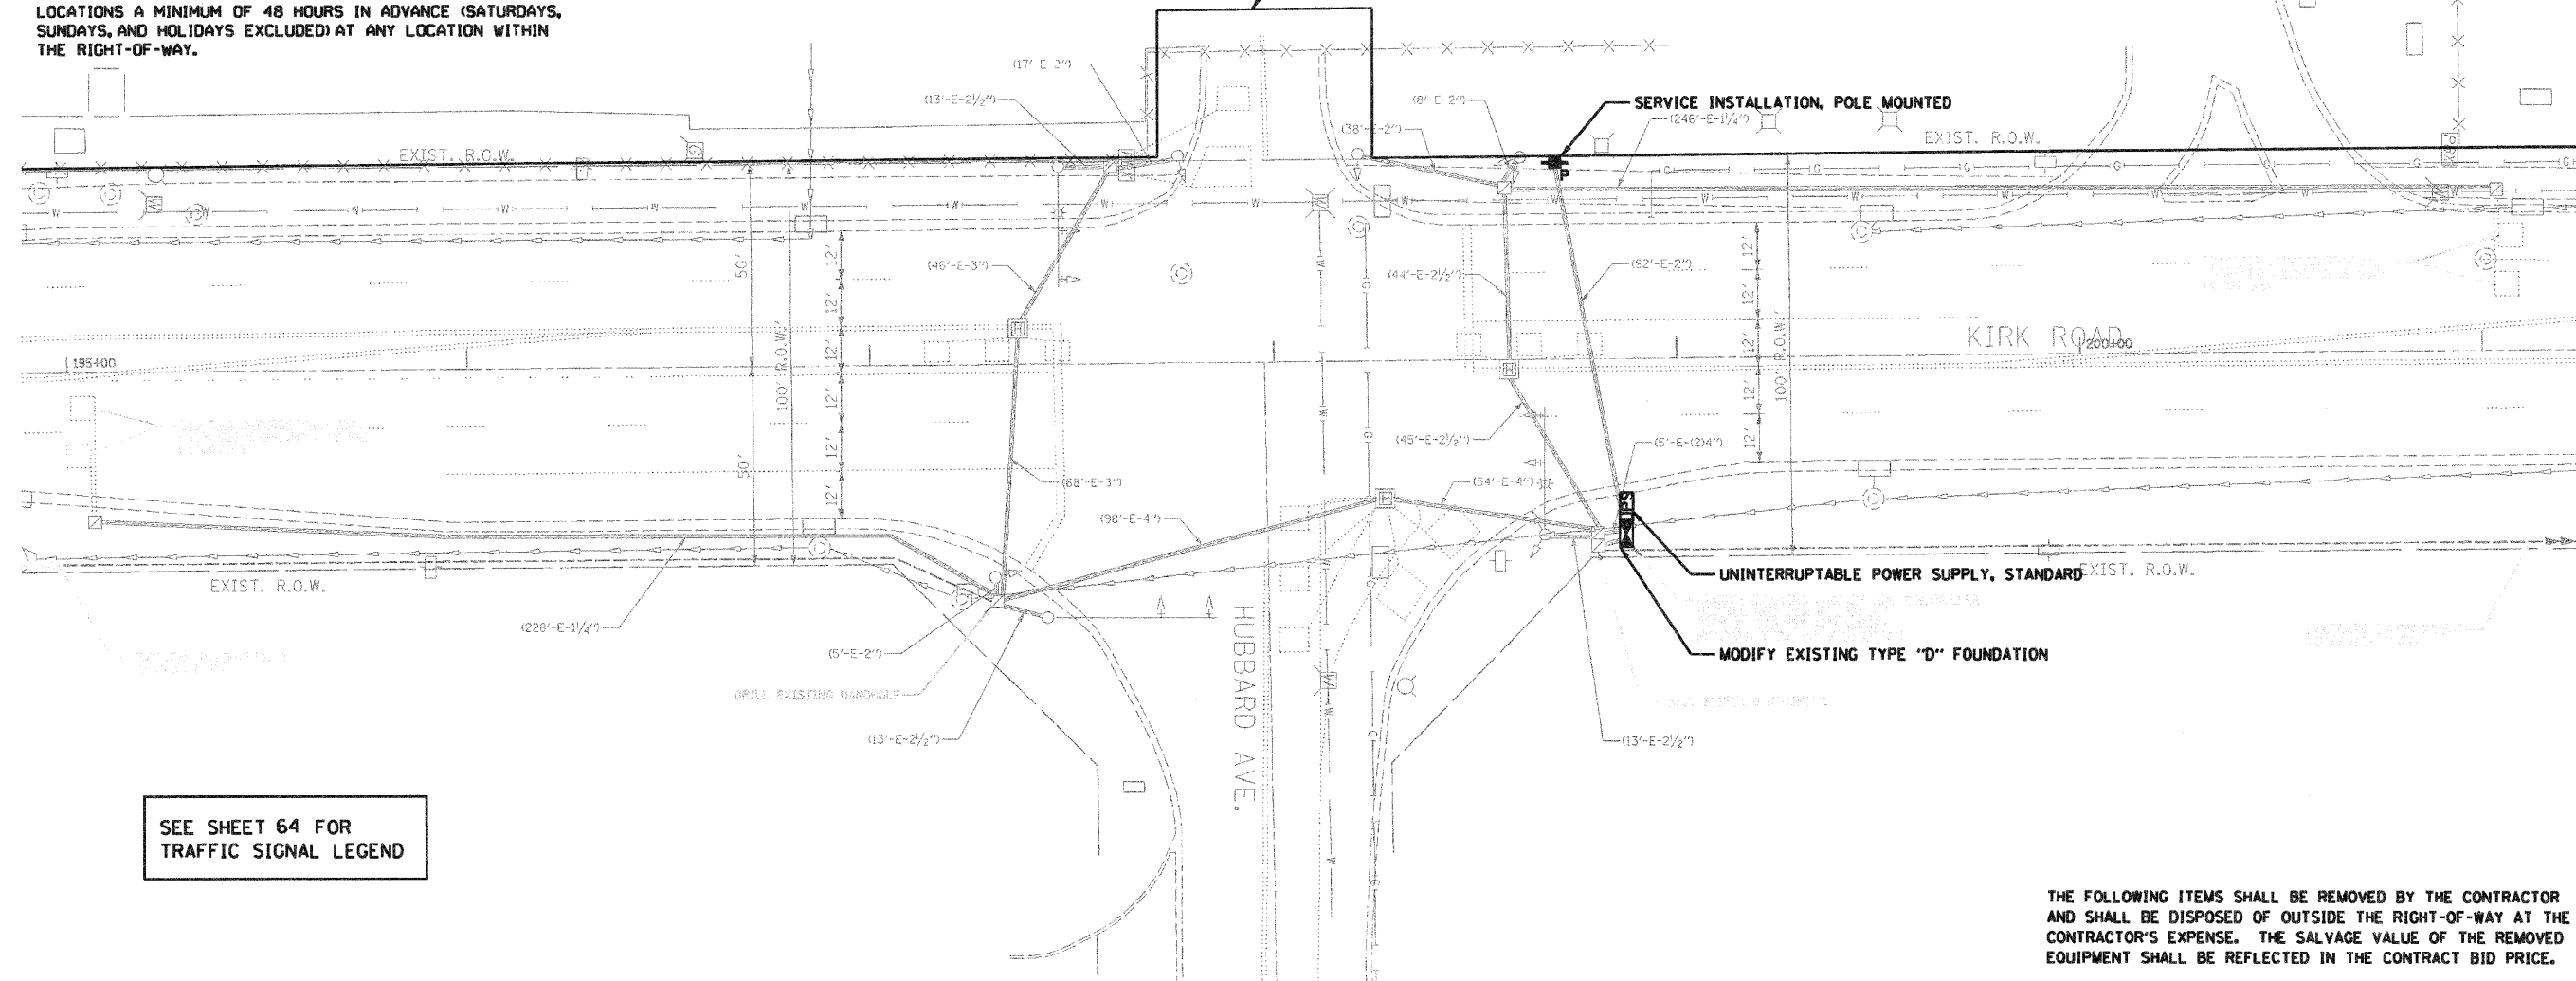 LOCATIONS A MINIMUM OF 48 HOURS IN ADVANCE (SATURDAYS,
SUNDAYS, AND HOLIDAYS EXCLUDED) AT ANY LOCATION WITHIN
THE RIGHT-OF-WAY.
(17'-E-2")
(13'-E-2½")
(8'-E-2")
(38'-E-2")
SERVICE INSTALLATION, POLE MOUNTED
(246'-E-1¼")
EXIST. R.O.W.
EXIST. R.O.W.
P
(46'-E-3")
(44'-E-2½")
(92'-E-2")
50'
100' R.O.W.
12'
12'
12'
12'
12'
12'
50'
12'
12'
12'
12'
12'
100' R.O.W.
KIRK ROAD
195+00
200+00
(45'-E-2½")
(5'-E-(2)4")
(68'-E-3")
(54'-E-4")
(98'-E-4")
UPS
EXIST. R.O.W.
UNINTERRUPTABLE POWER SUPPLY, STANDARD
EXIST. R.O.W.
(228'-E-1¼")
(5'-E-2")
MODIFY EXISTING TYPE "D" FOUNDATION
DRILL EXISTING HANDHOLE
HUBBARD AVE.
(13'-E-2½")
(13'-E-2½")
SEE SHEET 64 FOR
TRAFFIC SIGNAL LEGEND
THE FOLLOWING ITEMS SHALL BE REMOVED BY THE CONTRACTOR
AND SHALL BE DISPOSED OF OUTSIDE THE RIGHT-OF-WAY AT THE
CONTRACTOR'S EXPENSE. THE SALVAGE VALUE OF THE REMOVED
EQUIPMENT SHALL BE REFLECTED IN THE CONTRACT BID PRICE.